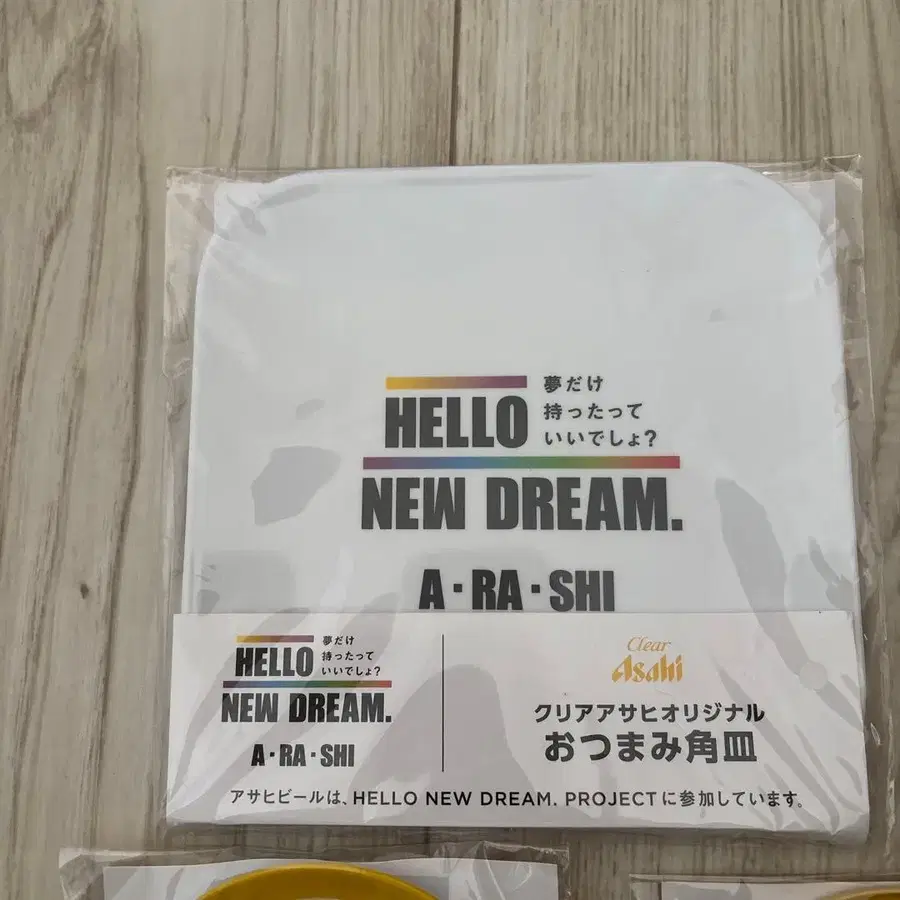 HELLO
夢だけ
持ったって
いいでしょ?
NEW DREAM.
A・RA・SHI
HELLO
夢だけ
持ったって
いいでしょ?
NEW DREAM.
A・RA・SHI
Clear
Asahi
クリアアサヒオリジナル
おつまみ角皿
アサヒビールは、HELLO NEW DREAM. PROJECTに参加しています。